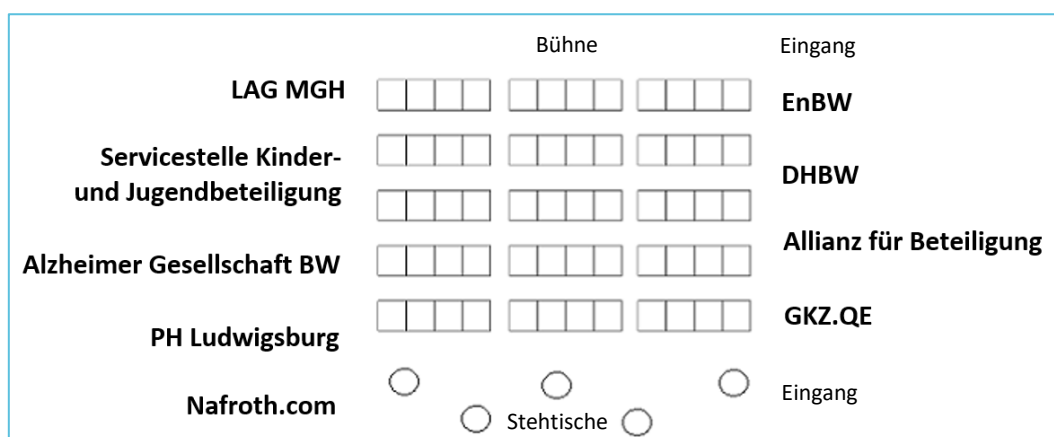 Bühne
Eingang
LAG MGH
EnBW
Servicestelle Kinder-
und Jugendbeteiligung
DHBW
Allianz für Beteiligung
Alzheimer Gesellschaft BW
GKZ.QE
PH Ludwigsburg
Eingang
Nafroth.com
Stehtische